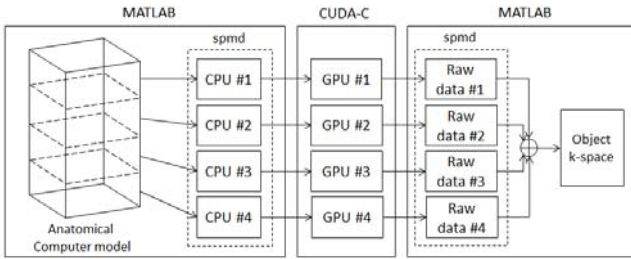 MATLAB
CUDA-C
MATLAB
spmd
spmd
CPU #1
GPU #1
Raw
data #1
CPU #2
GPU #2
Raw
data #2
CPU #3
GPU #3
Raw
data #3
CPU #4
GPU #4
Raw
data #4
Object
k-space
Anatomical
Computer model